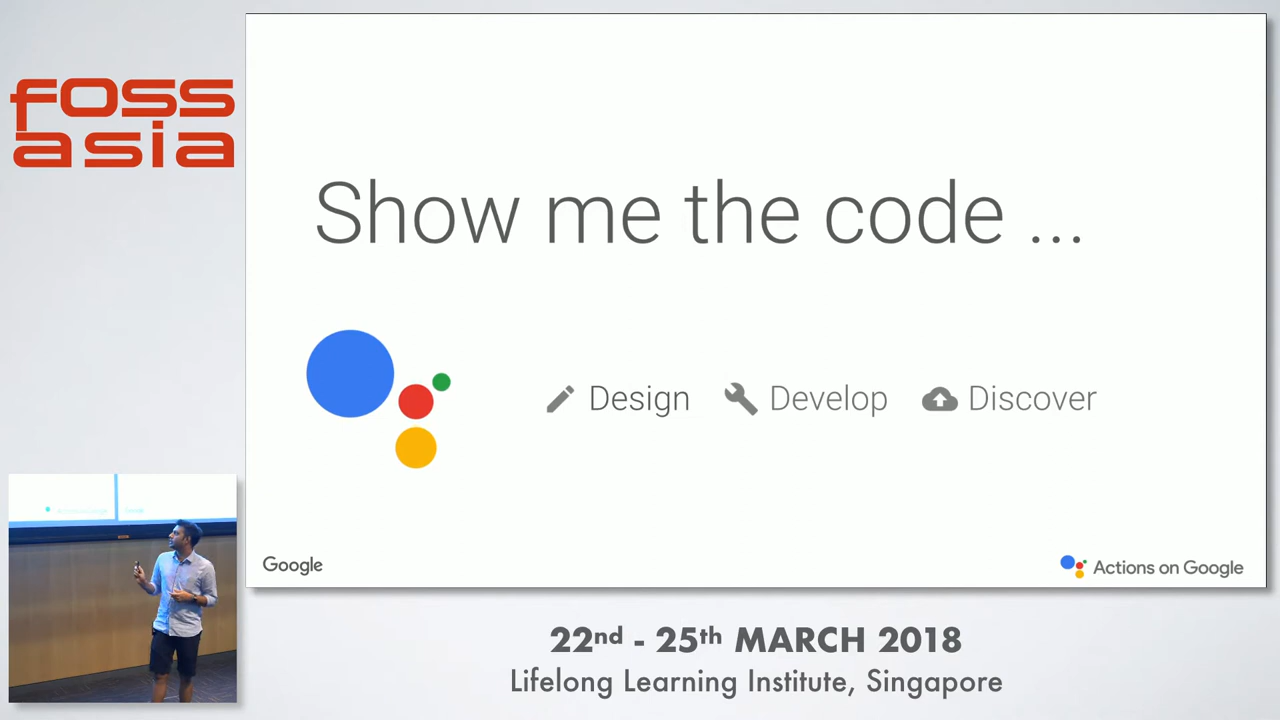 foss
asia
Show me the code ...
Design Develop Discover
Google
Actions on Google
22nd - 25th MARCH 2018
Lifelong Learning Institute, Singapore